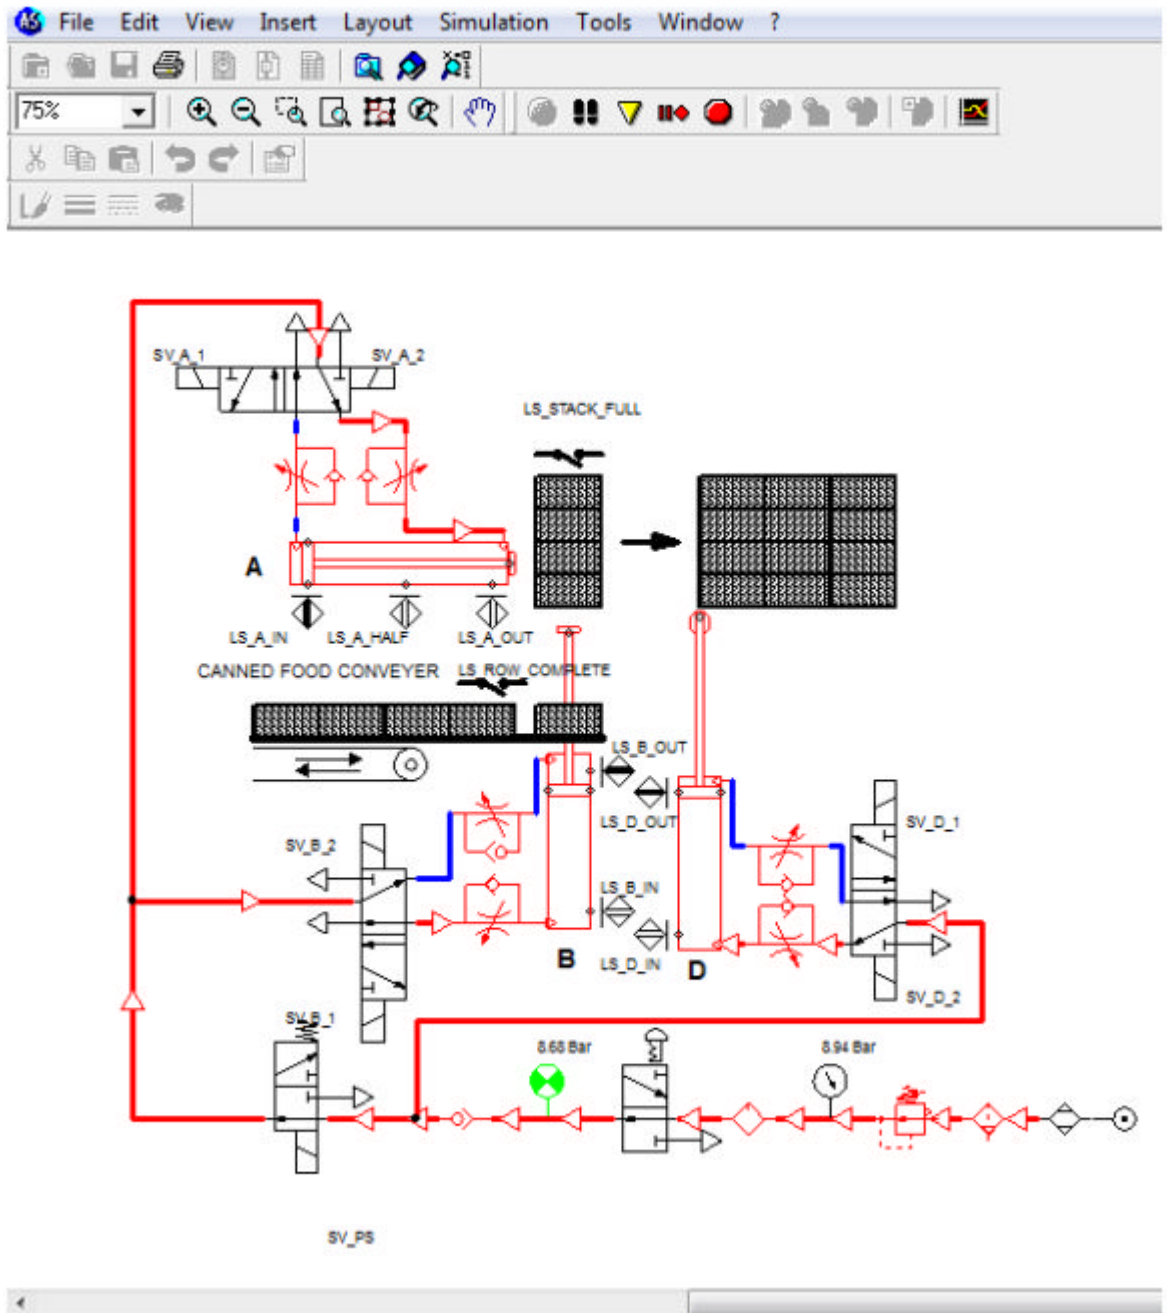 AS File Edit View Insert Layout Simulation Tools Window ?
75%
SV_A_1
SV_A_2
LS_STACK_FULL
A
LS_A_IN
LS_A_HALF
LS_A_OUT
CANNED FOOD CONVEYER
LS_ROW_COMPLETE
LS_B_OUT
LS_D_OUT
SV_D_1
SV_B_2
LS_B_IN
B
LS_D_IN
D
SV_D_2
SV_B_1
8.68 Bar
8.94 Bar
SV_PS